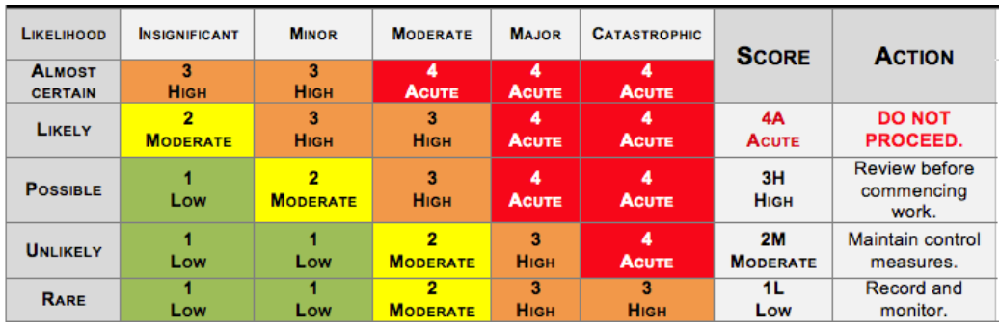 LIKELIHOOD INSIGNIFICANT MINOR MODERATE MAJOR CATASTROPHIC SCORE ACTION
ALMOST CERTAIN 3 HIGH 3 HIGH 4 ACUTE 4 ACUTE 4 ACUTE
LIKELY 2 MODERATE 3 HIGH 3 HIGH 4 ACUTE 4 ACUTE 4A ACUTE DO NOT PROCEED.
POSSIBLE 1 LOW 2 MODERATE 3 HIGH 4 ACUTE 4 ACUTE 3H HIGH Review before commencing work.
UNLIKELY 1 LOW 1 LOW 2 MODERATE 3 HIGH 4 ACUTE 2M MODERATE Maintain control measures.
RARE 1 LOW 1 LOW 2 MODERATE 3 HIGH 3 HIGH 1L LOW Record and monitor.